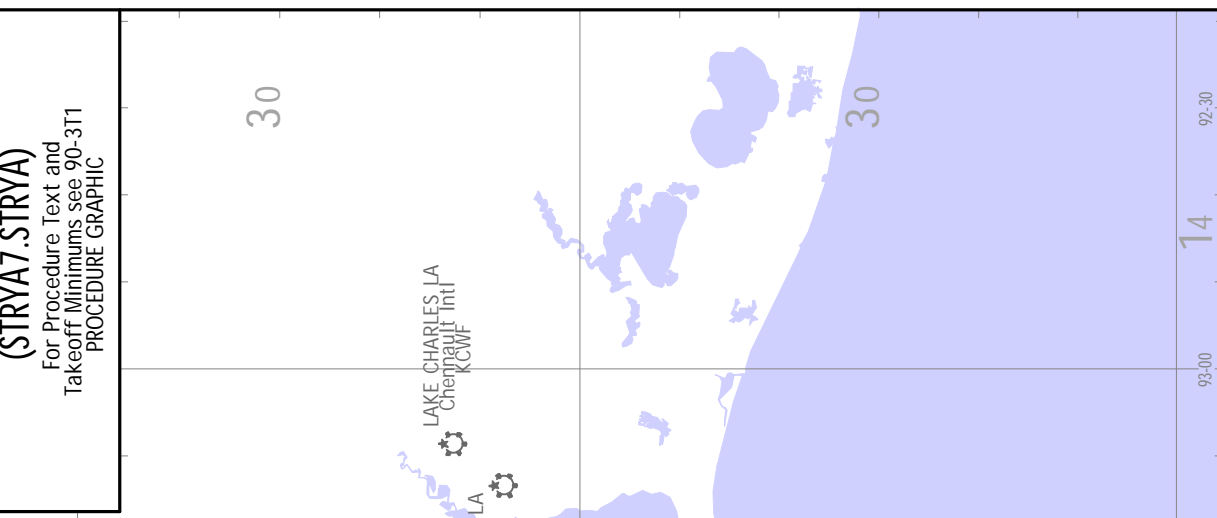 (STRYA7.STRYA)
For Procedure Text and
Takeoff Minimums see 90-3T1
PROCEDURE GRAPHIC
30
30
14
92-30
93-00
LAKE CHARLES LA
Chennault Intl
KCWF
LA